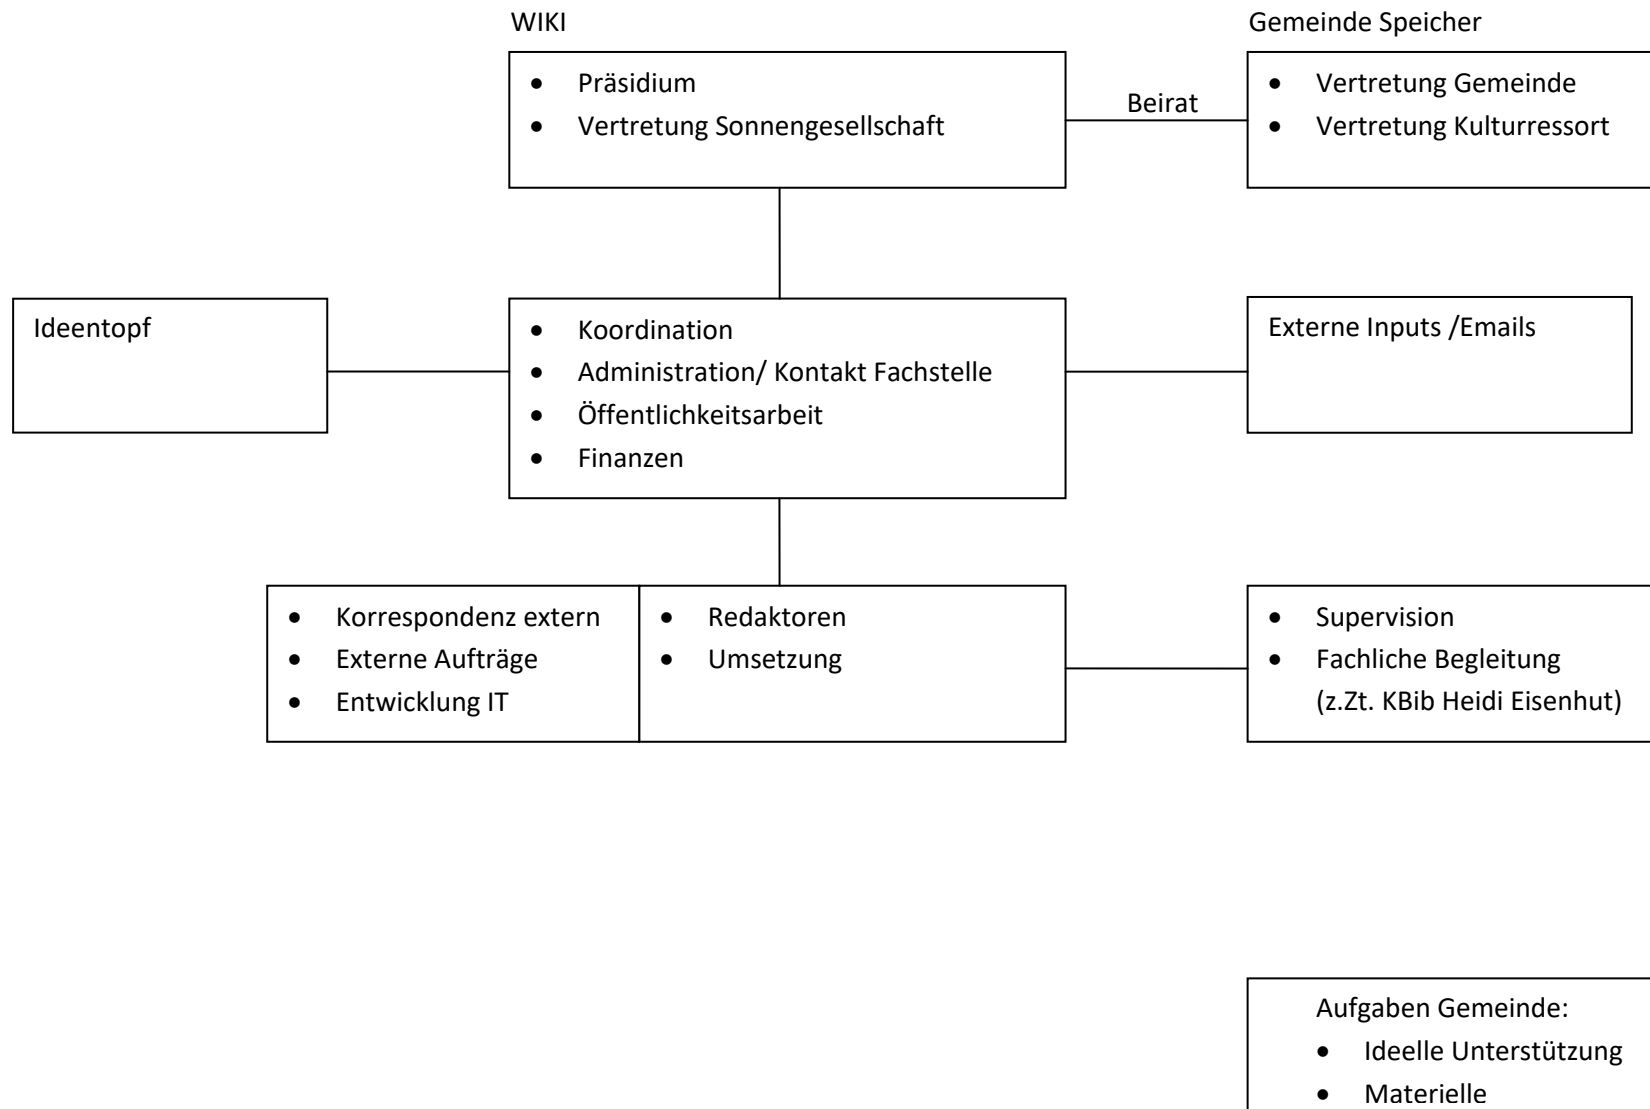 WIKI
Gemeinde Speicher
• Präsidium
• Vertretung Sonnengesellschaft
Beirat
• Vertretung Gemeinde
• Vertretung Kulturressort
Ideentopf
• Koordination
• Administration/ Kontakt Fachstelle
• Öffentlichkeitsarbeit
• Finanzen
Externe Inputs /Emails
• Korrespondenz extern
• Externe Aufträge
• Entwicklung IT
• Redaktoren
• Umsetzung
• Supervision
• Fachliche Begleitung
(z.Zt. KBib Heidi Eisenhut)
Aufgaben Gemeinde:
• Ideelle Unterstützung
• Materielle